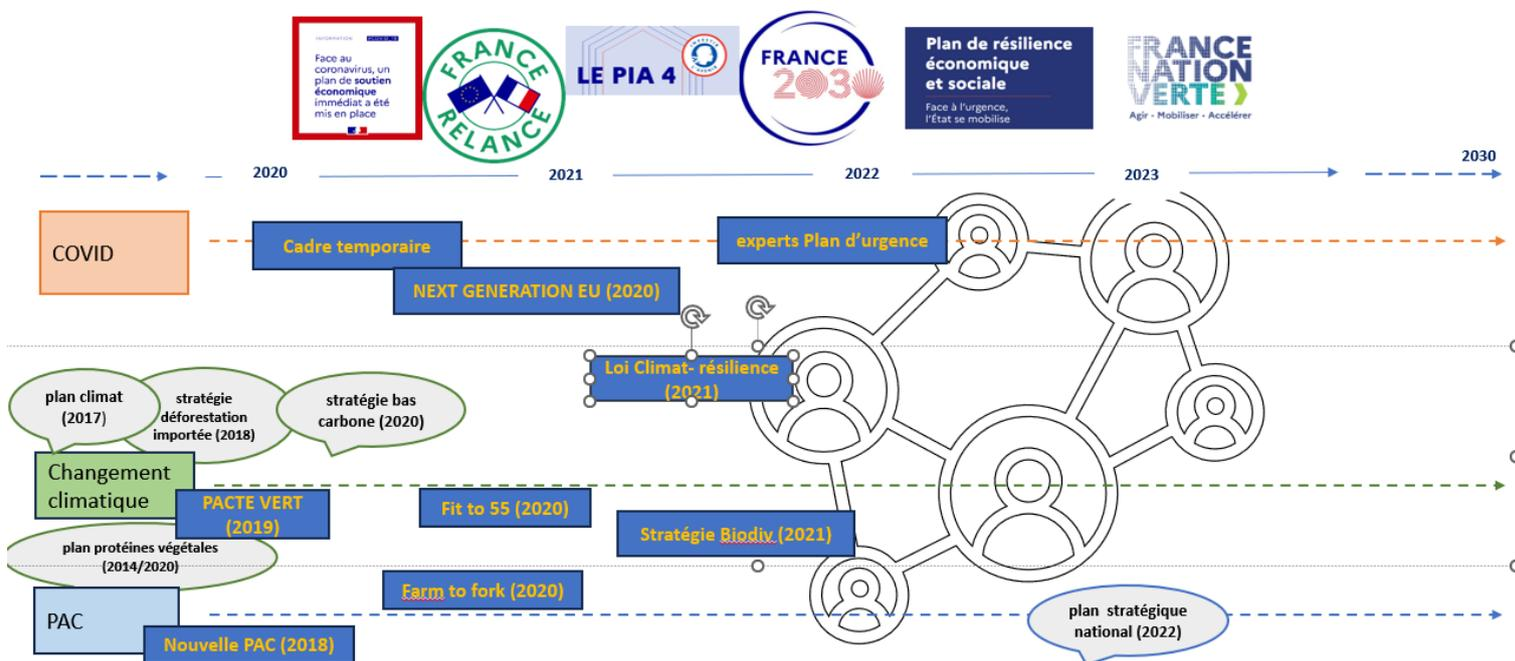 INFORMATION
#COVID_19
Face au
coronavirus, un
plan de soutien
économique
immédiat a été
mis en place
FRANCE
RELANCE
LE PIA 4
FRANCE
2030
Plan de résilience
économique
et sociale
Face à l'urgence,
l'État se mobilise
FRANCE
NATION
VERTE
Agir • Mobiliser • Accélérer
2020
2021
2022
2023
2030
COVID
Cadre temporaire
experts Plan d'urgence
NEXT GENERATION EU (2020)
Loi Climat- résilience
(2021)
plan climat
(2017)
stratégie
déforestation
importée (2018)
stratégie bas
carbone (2020)
Changement
climatique
PACTE VERT
(2019)
Fit to 55 (2020)
Stratégie Biodiv (2021)
plan protéines végétales
(2014/2020)
Farm to fork (2020)
PAC
Nouvelle PAC (2018)
plan stratégique
national (2022)